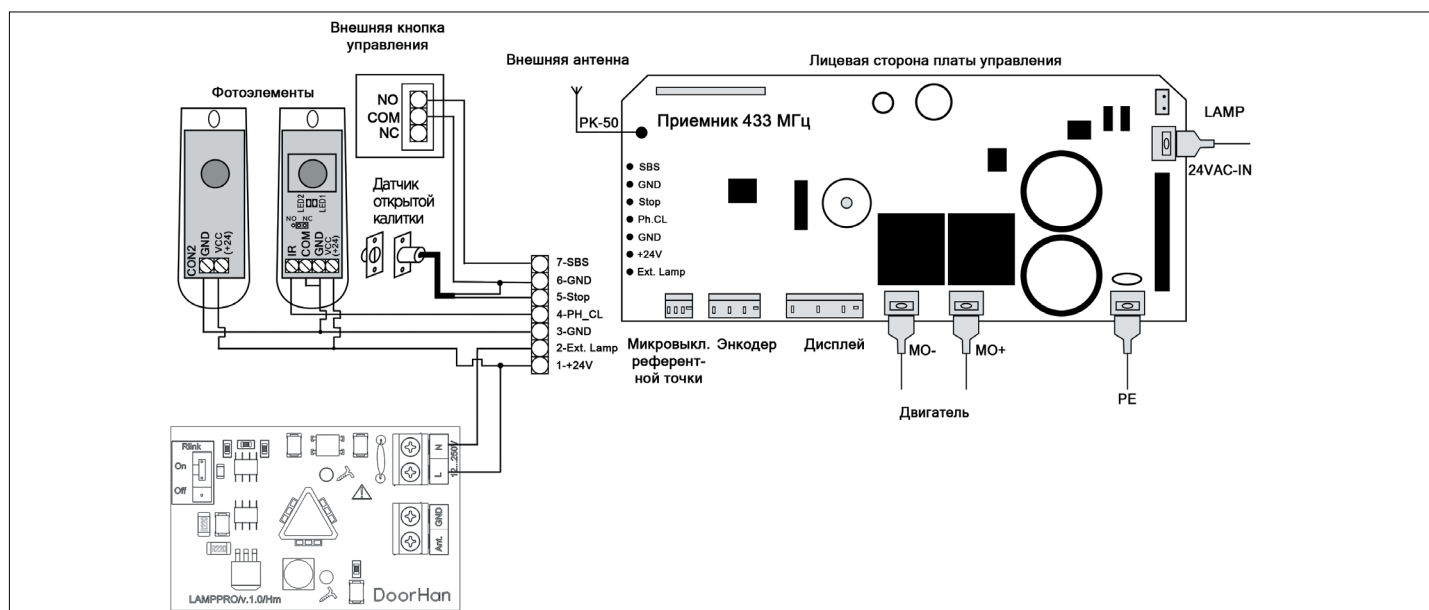 Внешняя кнопка
управления
NO
COM
NC
Фотоэлементы
CON2
GND
VCC
(+24)
LED2
LED1
NO
NC
IR
COM
GND
VCC
(+24)
Датчик
открытой
калитки
7-SBS
6-GND
5-Stop
4-PH_CL
3-GND
2-Ext. Lamp
1-+24V
Внешняя антенна
PK-50
Лицевая сторона платы управления
Приемник 433 МГц
SBS
GND
Stop
Ph.CL
GND
+24V
Ext. Lamp
LAMP
24VAC-IN
Микровыкл.
референт-
ной точки
Энкодер
Дисплей
MO-
MO+
Двигатель
PE
Rlink
On
Off
N
L
12...250V
GND
Ant.
LAMPPRO/v.1.0/Hm
DoorHan